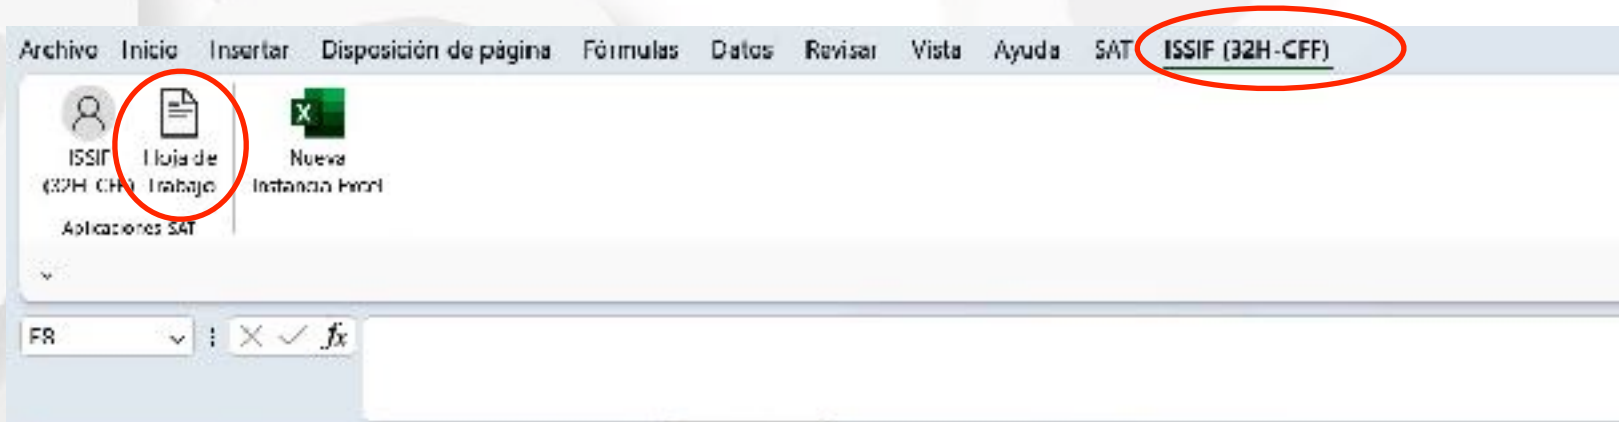 Archivo Inicio Insertar Disposición de página Fórmulas Datos Revisar Vista Ayuda SAT ISSIF (32H-CFF)
ISSIF Hoja de Nueva
(32H-CFF) Trabajo Instancia Excel
Aplicaciones SAT
F8 fx